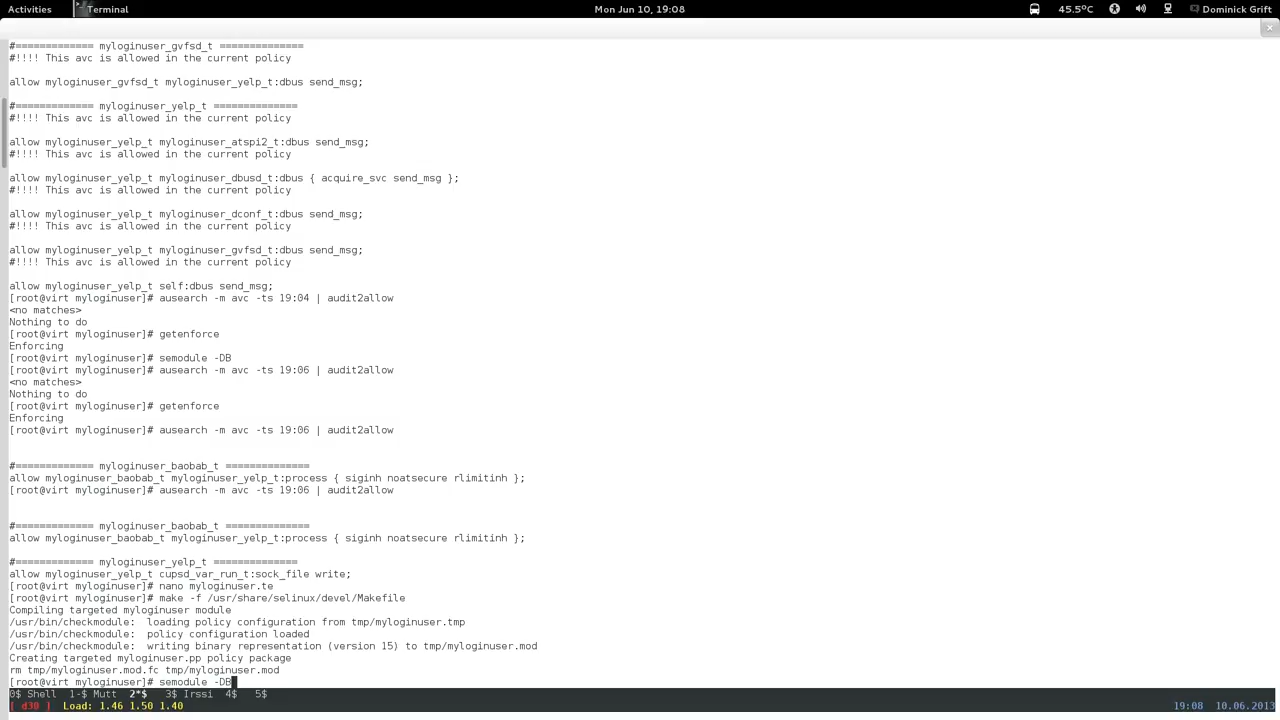 Activities Terminal Mon Jun 10, 19:08 45.5°C Dominick Grift
#============= myloginuser_gvfsd_t ==============
#!!!! This avc is allowed in the current policy
allow myloginuser_gvfsd_t myloginuser_yelp_t:dbus send_msg;
#============= myloginuser_yelp_t ==============
#!!!! This avc is allowed in the current policy
allow myloginuser_yelp_t myloginuser_atspi2_t:dbus send_msg;
#!!!! This avc is allowed in the current policy
allow myloginuser_yelp_t myloginuser_dbusd_t:dbus { acquire_svc send_msg };
#!!!! This avc is allowed in the current policy
allow myloginuser_yelp_t myloginuser_dconf_t:dbus send_msg;
#!!!! This avc is allowed in the current policy
allow myloginuser_yelp_t myloginuser_gvfsd_t:dbus send_msg;
#!!!! This avc is allowed in the current policy
allow myloginuser_yelp_t self:dbus send_msg;
[root@virt myloginuser]# ausearch -m avc -ts 19:04 | audit2allow
<no matches>
Nothing to do
[root@virt myloginuser]# getenforce
Enforcing
[root@virt myloginuser]# semodule -DB
[root@virt myloginuser]# ausearch -m avc -ts 19:06 | audit2allow
<no matches>
Nothing to do
[root@virt myloginuser]# getenforce
Enforcing
[root@virt myloginuser]# ausearch -m avc -ts 19:06 | audit2allow
#============= myloginuser_baobab_t ==============
allow myloginuser_baobab_t myloginuser_yelp_t:process { siginh noatsecure rlimitinh };
[root@virt myloginuser]# ausearch -m avc -ts 19:06 | audit2allow
#============= myloginuser_baobab_t ==============
allow myloginuser_baobab_t myloginuser_yelp_t:process { siginh noatsecure rlimitinh };
#============= myloginuser_yelp_t ==============
allow myloginuser_yelp_t cupsd_var_run_t:sock_file write;
[root@virt myloginuser]# nano myloginuser.te
[root@virt myloginuser]# make -f /usr/share/selinux/devel/Makefile
Compiling targeted myloginuser module
/usr/bin/checkmodule:  loading policy configuration from tmp/myloginuser.tmp
/usr/bin/checkmodule:  policy configuration loaded
/usr/bin/checkmodule:  writing binary representation (version 15) to tmp/myloginuser.mod
Creating targeted myloginuser.pp policy package
rm tmp/myloginuser.mod.fc tmp/myloginuser.mod
[root@virt myloginuser]# semodule -DB
0$ Shell  1-$ Mutt  2*$   3$ Irssi  4$   5$
[ d30 ]  Load: 1.46 1.50 1.40 19:08  10.06.2013